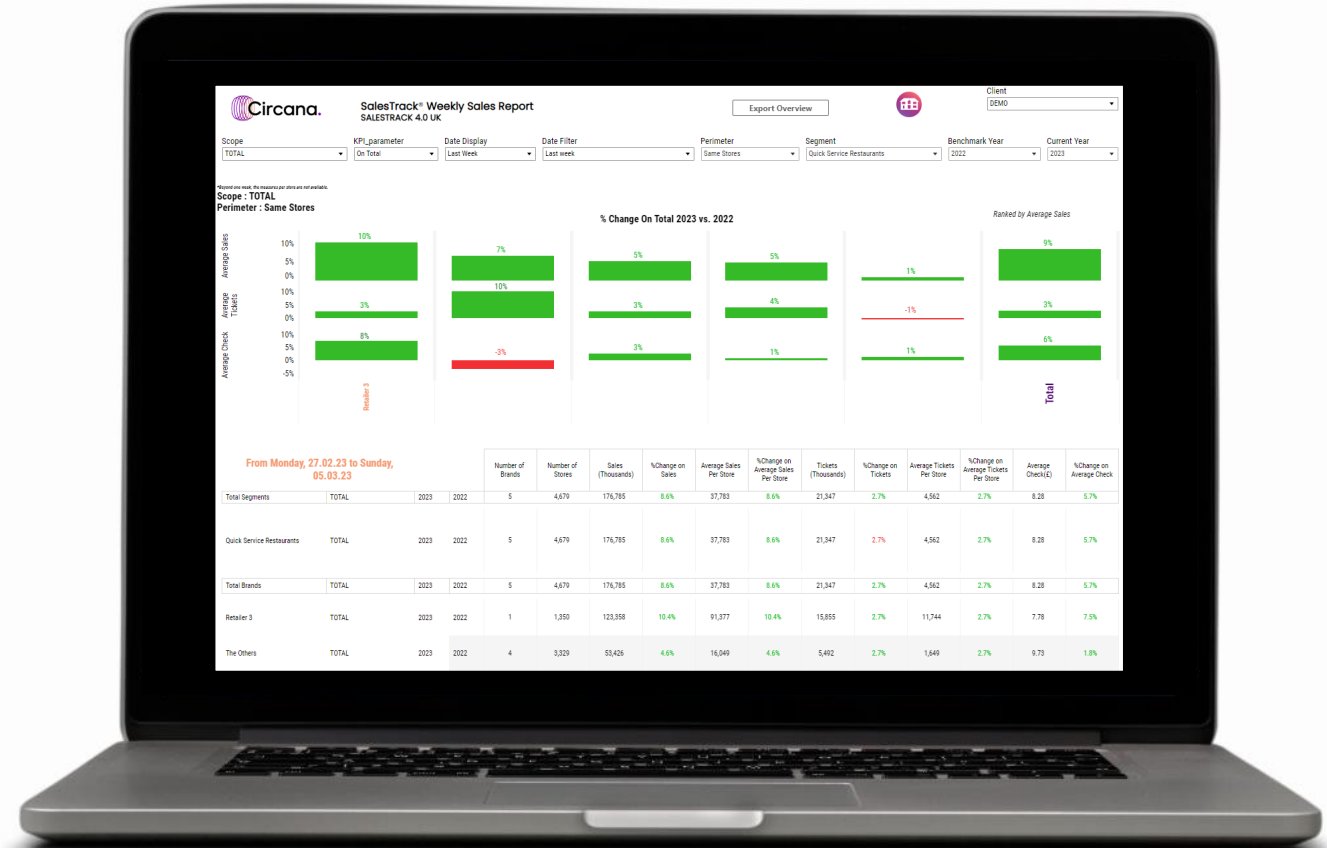 Circana.
SalesTrack® Weekly Sales Report
SALESTRACK 4.0 UK
Export Overview
Client
DEMO
Scope KPI_parameter Date Display Date Filter Perimeter Segment Benchmark Year Current Year
TOTAL On Total Last Week Last week Same Stores Quick Service Restaurants 2022 2023
*Beyond one week, the measures per store are not available.
Scope : TOTAL
Perimeter : Same Stores
% Change On Total 2023 vs. 2022
Ranked by Average Sales
Average Sales
10%
5%
0%
10% 7% 5% 5% 1% 9%
Average
Tickets
10%
5%
0%
3% 10% 3% 4% -1% 3%
Average Check
10%
5%
0%
-5%
8% -3% 3% 1% 1% 6%
Retailer 3
Total
From Monday, 27.02.23 to Sunday,
05.03.23
Number of
Brands
Number of
Stores
Sales
(Thousands)
%Change on
Sales
Average Sales
Per Store
%Change on
Average Sales
Per Store
Tickets
(Thousands)
%Change on
Tickets
Average Tickets
Per Store
%Change on
Average Tickets
Per Store
Average
Check(£)
%Change on
Average Check
Total Segments TOTAL 2023 2022 5 4,679 176,785 8.6% 37,783 8.6% 21,347 2.7% 4,562 2.7% 8.28 5.7%
Quick Service Restaurants TOTAL 2023 2022 5 4,679 176,785 8.6% 37,783 8.6% 21,347 2.7% 4,562 2.7% 8.28 5.7%
Total Brands TOTAL 2023 2022 5 4,679 176,785 8.6% 37,783 8.6% 21,347 2.7% 4,562 2.7% 8.28 5.7%
Retailer 3 TOTAL 2023 2022 1 1,350 123,358 10.4% 91,377 10.4% 15,855 2.7% 11,744 2.7% 7.78 7.5%
The Others TOTAL 2023 2022 4 3,329 53,426 4.6% 16,049 4.6% 5,492 2.7% 1,649 2.7% 9.73 1.8%